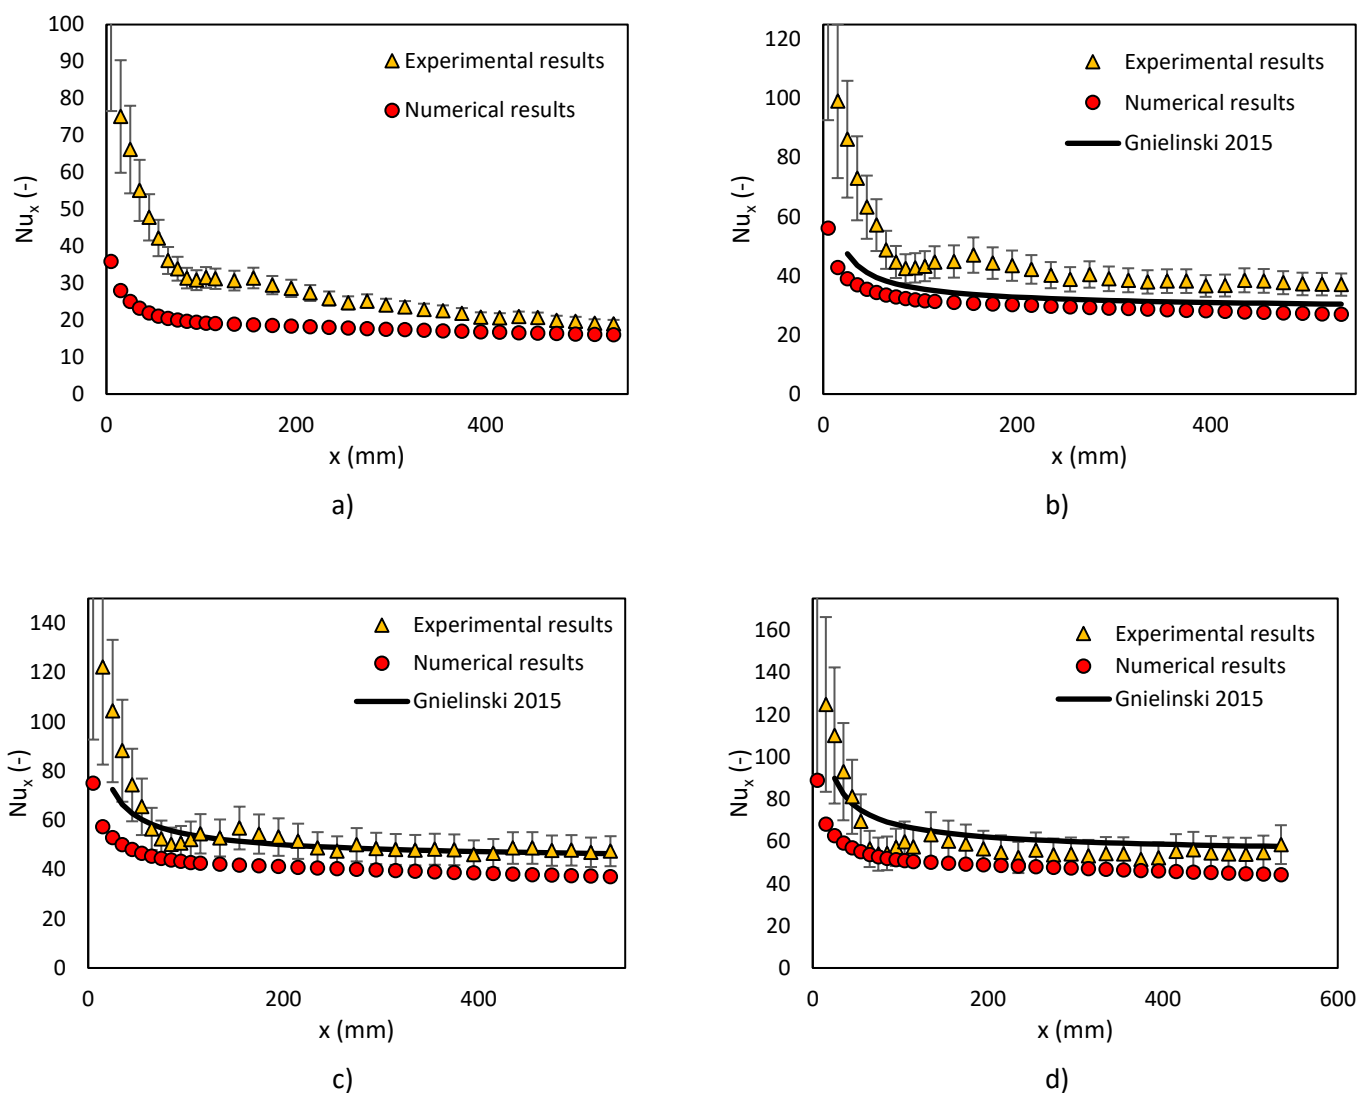 100
90
80
70
60
50
40
30
20
10
0
Nuₓ (-)
Experimental results
Numerical results
0
200
400
x (mm)
a)
120
100
80
60
40
20
0
Nuₓ (-)
Experimental results
Numerical results
Gnielinski 2015
0
200
400
x (mm)
b)
140
120
100
80
60
40
20
0
Nuₓ (-)
Experimental results
Numerical results
Gnielinski 2015
0
200
400
x (mm)
c)
160
140
120
100
80
60
40
20
0
Nuₓ (-)
Experimental results
Numerical results
Gnielinski 2015
0
200
400
600
x (mm)
d)